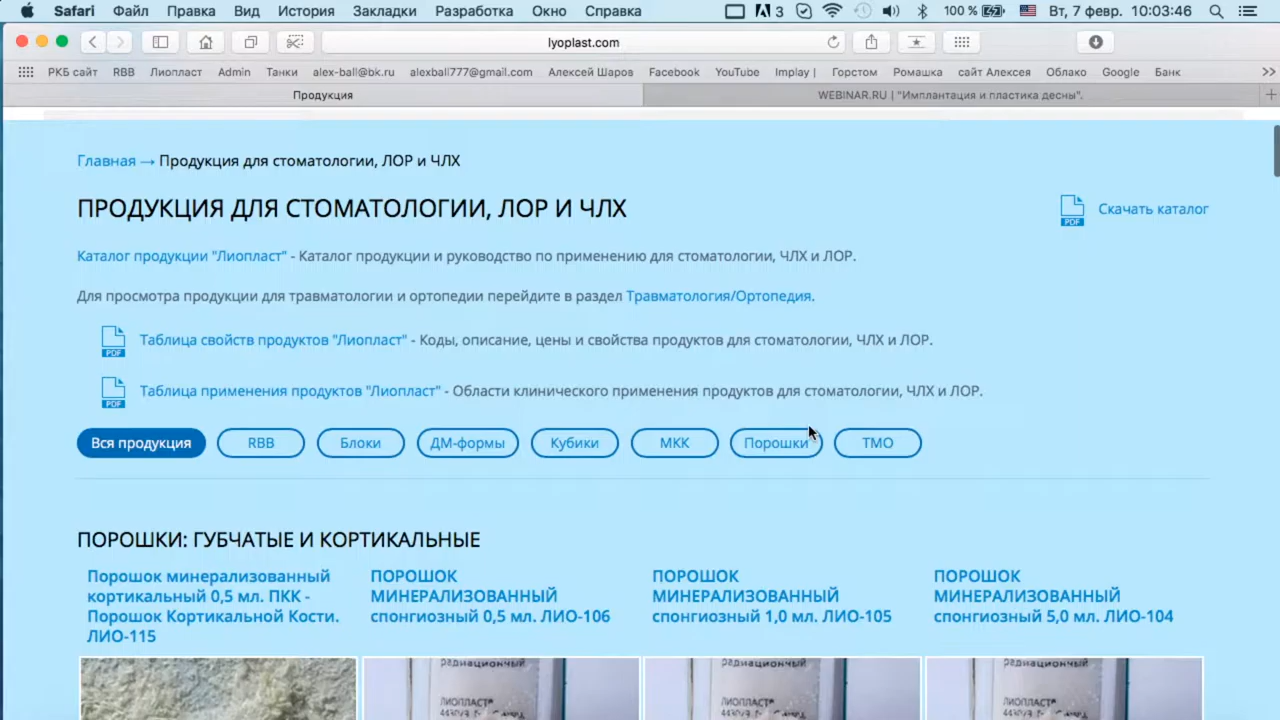 Safari Файл Правка Вид История Закладки Разработка Окно Справка 3 100 % Вт, 7 февр. 10:03:46
lyoplast.com
РКБ сайт RBB Лиопласт Admin Танки alex-ball@bk.ru alexball777@gmail.com Алексей Шаров Facebook YouTube Implay | Горстом Ромашка сайт Алексея Облако Google Банк >>
Продукция WEBINAR.RU | "Имплантация и пластика десны". +
Главная → Продукция для стоматологии, ЛОР и ЧЛХ
ПРОДУКЦИЯ ДЛЯ СТОМАТОЛОГИИ, ЛОР И ЧЛХ
PDF Скачать каталог
Каталог продукции "Лиопласт" - Каталог продукции и руководство по применению для стоматологии, ЧЛХ и ЛОР.
Для просмотра продукции для травматологии и ортопедии перейдите в раздел Травматология/Ортопедия.
PDF Таблица свойств продуктов "Лиопласт" - Коды, описание, цены и свойства продуктов для стоматологии, ЧЛХ и ЛОР.
PDF Таблица применения продуктов "Лиопласт" - Области клинического применения продуктов для стоматологии, ЧЛХ и ЛОР.
Вся продукция RBB Блоки ДМ-формы Кубики МКК Порошки ТМО
ПОРОШКИ: ГУБЧАТЫЕ И КОРТИКАЛЬНЫЕ
Порошок минерализованный
кортикальный 0,5 мл. ПКК -
Порошок Кортикальной Кости.
ЛИО-115
ПОРОШОК
МИНЕРАЛИЗОВАННЫЙ
спонгиозный 0,5 мл. ЛИО-106
ПОРОШОК
МИНЕРАЛИЗОВАННЫЙ
спонгиозный 1,0 мл. ЛИО-105
ПОРОШОК
МИНЕРАЛИЗОВАННЫЙ
спонгиозный 5,0 мл. ЛИО-104
радиационный
ЛИОПЛАСТ
радиационный
ЛИОПЛАСТ
радиационный
ЛИОПЛАСТ